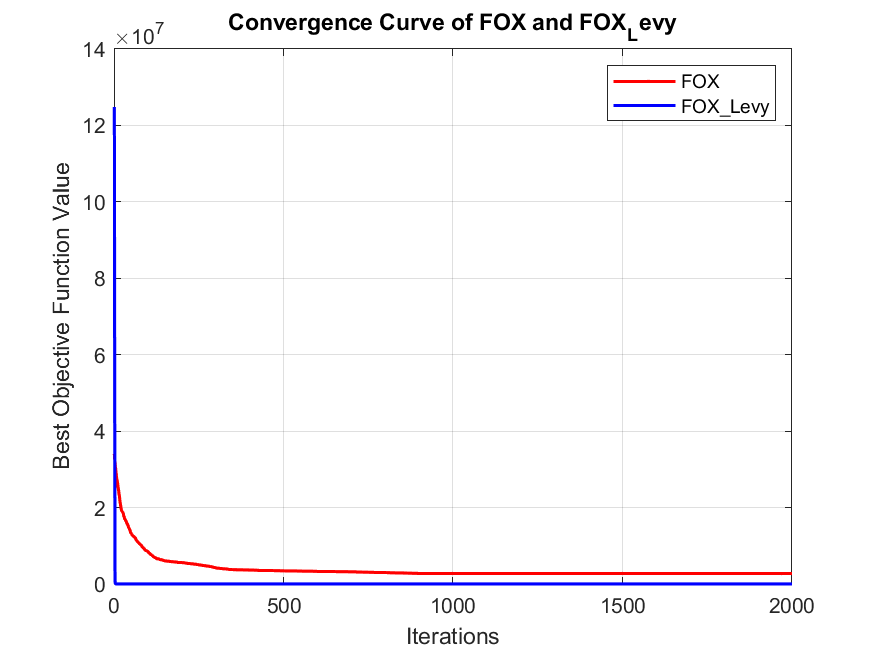 Convergence Curve of FOX and FOX_Levy
×10^7
14
12
10
8
6
4
2
0
Best Objective Function Value
FOX
FOX_Levy
0 500 1000 1500 2000
Iterations